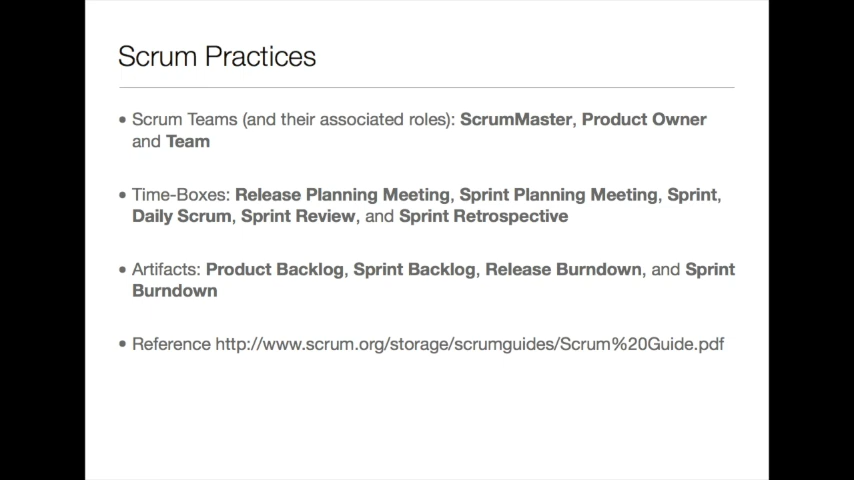 Scrum Practices
• Scrum Teams (and their associated roles): ScrumMaster, Product Owner
and Team
• Time-Boxes: Release Planning Meeting, Sprint Planning Meeting, Sprint,
Daily Scrum, Sprint Review, and Sprint Retrospective
• Artifacts: Product Backlog, Sprint Backlog, Release Burndown, and Sprint
Burndown
• Reference http://www.scrum.org/storage/scrumguides/Scrum%20Guide.pdf